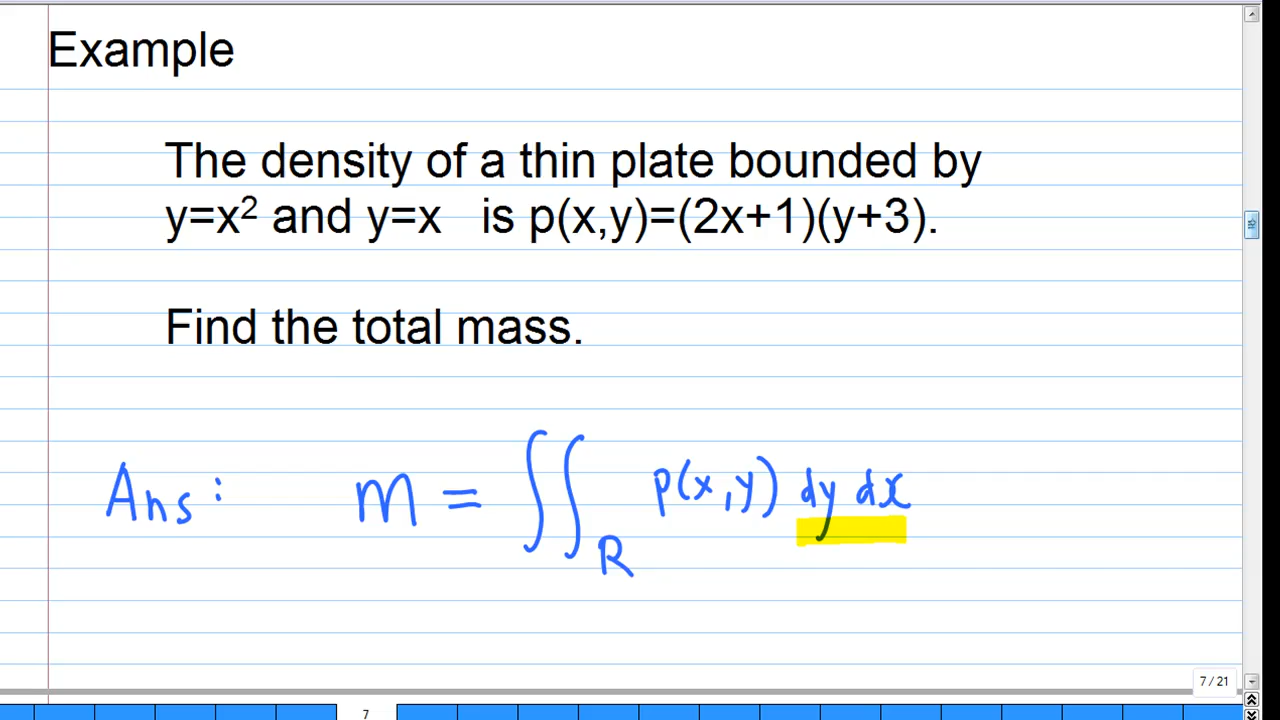 Example
The density of a thin plate bounded by
y=x² and y=x is p(x,y)=(2x+1)(y+3).
Find the total mass.
Ans: m = ∬_R p(x,y) dy dx
7 / 21
7